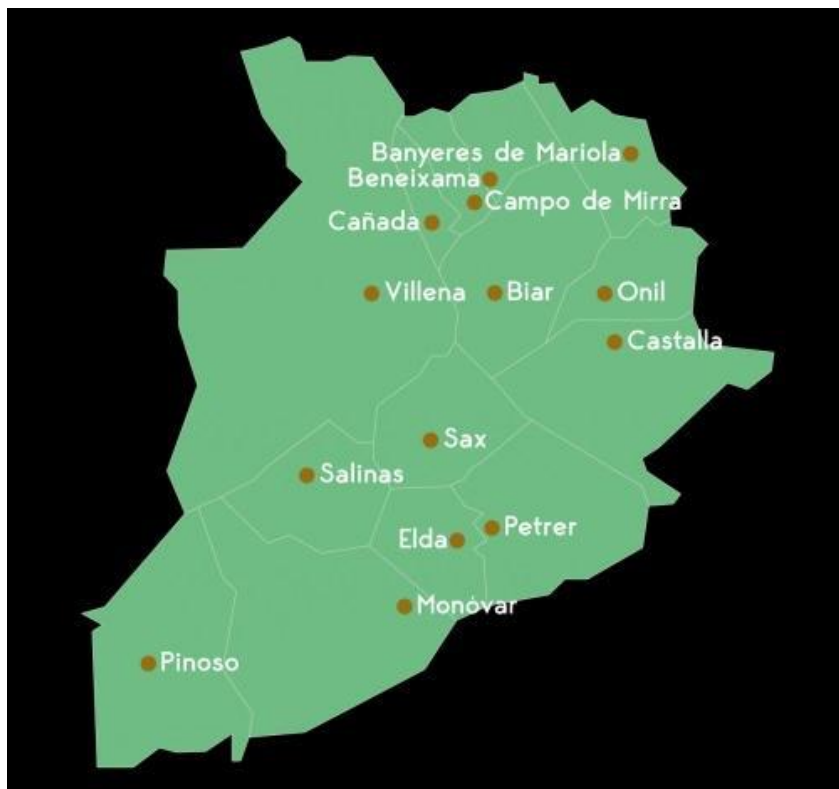 Banyeres de Mariola
Beneixama
Campo de Mirra
Cañada
Villena
Biar
Onil
Castalla
Sax
Salinas
Petrer
Elda
Monóvar
Pinoso